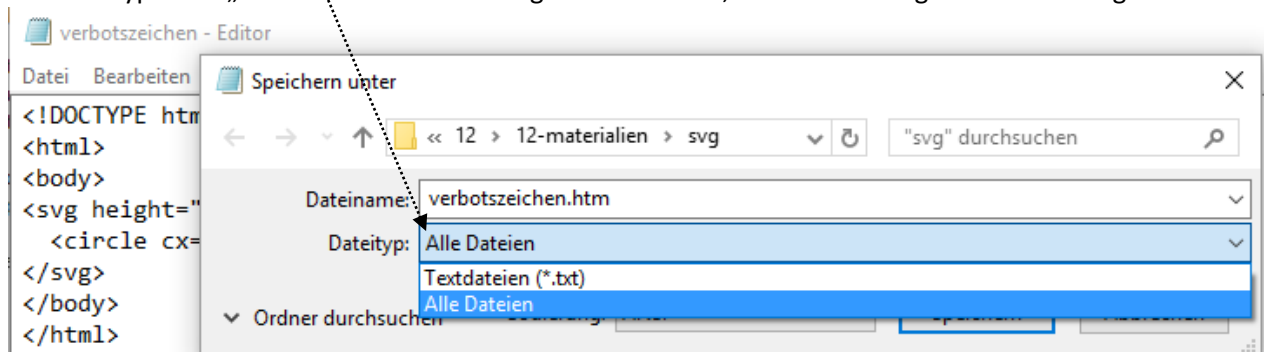 verbotszeichen - Editor
Datei Bearbeiten
Speichern unter
<!DOCTYPE htm
<html>
<body>
<svg height="
<circle cx=
</svg>
</body>
</html>
« 12 > 12-materialien > svg
"svg" durchsuchen
Dateiname: verbotszeichen.htm
Dateityp: Alle Dateien
Textdateien (*.txt)
Alle Dateien
Ordner durchsuchen